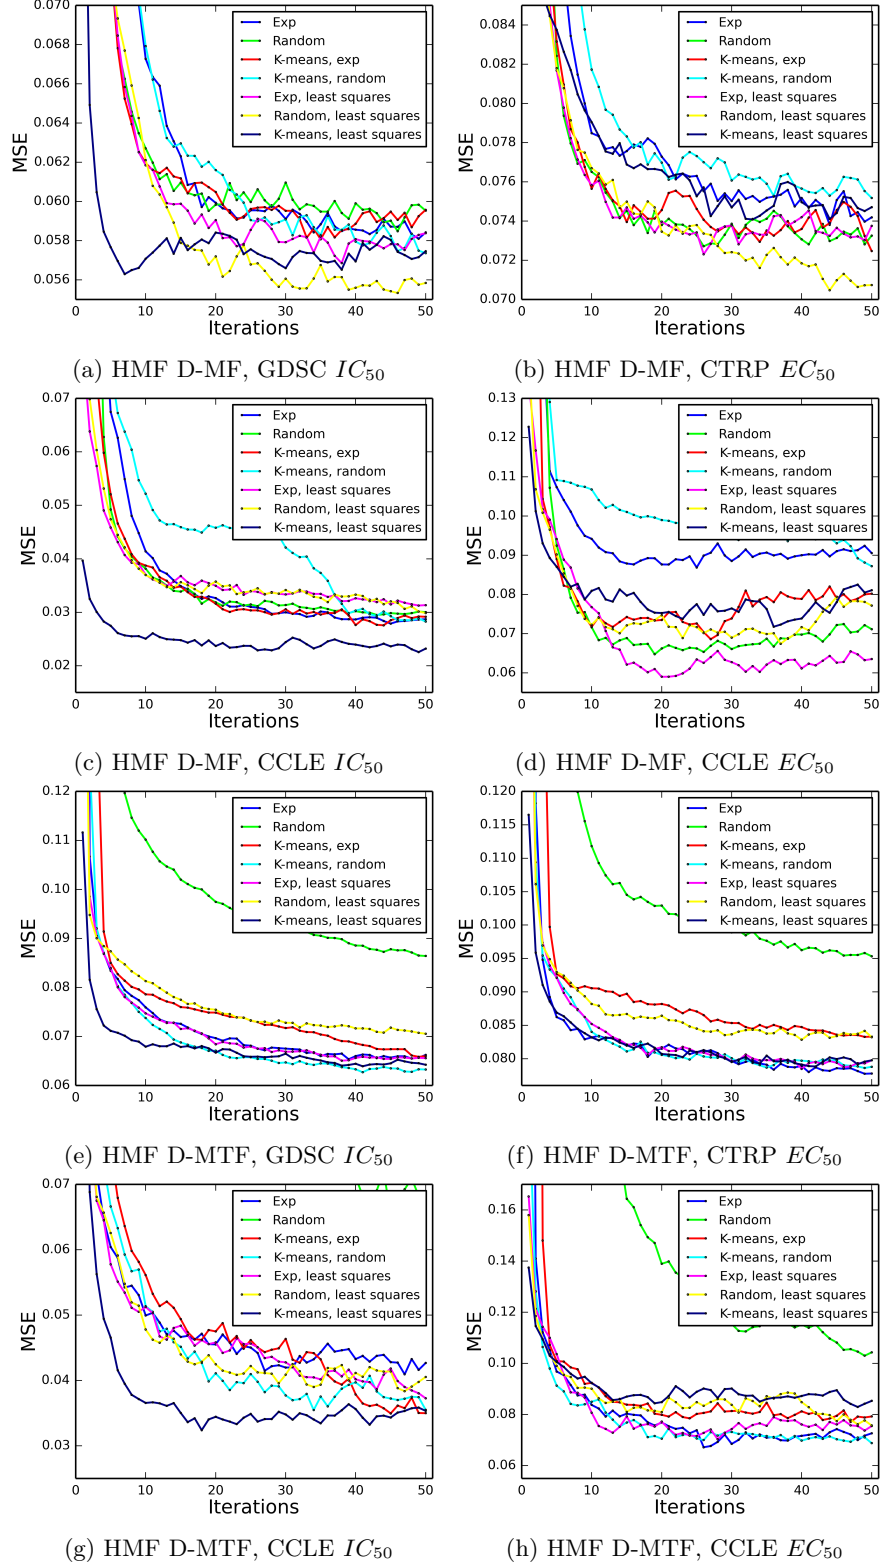 0.070
0.068
0.066
0.064
0.062
0.060
0.058
0.056
MSE
0 10 20 30 40 50
Iterations
Exp
Random
K-means, exp
K-means, random
Exp, least squares
Random, least squares
K-means, least squares
(a) HMF D-MF, GDSC IC50
0.084
0.082
0.080
0.078
0.076
0.074
0.072
0.070
MSE
0 10 20 30 40 50
Iterations
Exp
Random
K-means, exp
K-means, random
Exp, least squares
Random, least squares
K-means, least squares
(b) HMF D-MF, CTRP EC50
0.07
0.06
0.05
0.04
0.03
0.02
MSE
0 10 20 30 40 50
Iterations
Exp
Random
K-means, exp
K-means, random
Exp, least squares
Random, least squares
K-means, least squares
(c) HMF D-MF, CCLE IC50
0.13
0.12
0.11
0.10
0.09
0.08
0.07
0.06
MSE
0 10 20 30 40 50
Iterations
Exp
Random
K-means, exp
K-means, random
Exp, least squares
Random, least squares
K-means, least squares
(d) HMF D-MF, CCLE EC50
0.12
0.11
0.10
0.09
0.08
0.07
0.06
MSE
0 10 20 30 40 50
Iterations
Exp
Random
K-means, exp
K-means, random
Exp, least squares
Random, least squares
K-means, least squares
(e) HMF D-MTF, GDSC IC50
0.120
0.115
0.110
0.105
0.100
0.095
0.090
0.085
0.080
MSE
0 10 20 30 40 50
Iterations
Exp
Random
K-means, exp
K-means, random
Exp, least squares
Random, least squares
K-means, least squares
(f) HMF D-MTF, CTRP EC50
0.07
0.06
0.05
0.04
0.03
MSE
0 10 20 30 40 50
Iterations
Exp
Random
K-means, exp
K-means, random
Exp, least squares
Random, least squares
K-means, least squares
(g) HMF D-MTF, CCLE IC50
0.16
0.14
0.12
0.10
0.08
0.06
MSE
0 10 20 30 40 50
Iterations
Exp
Random
K-means, exp
K-means, random
Exp, least squares
Random, least squares
K-means, least squares
(h) HMF D-MTF, CCLE EC50